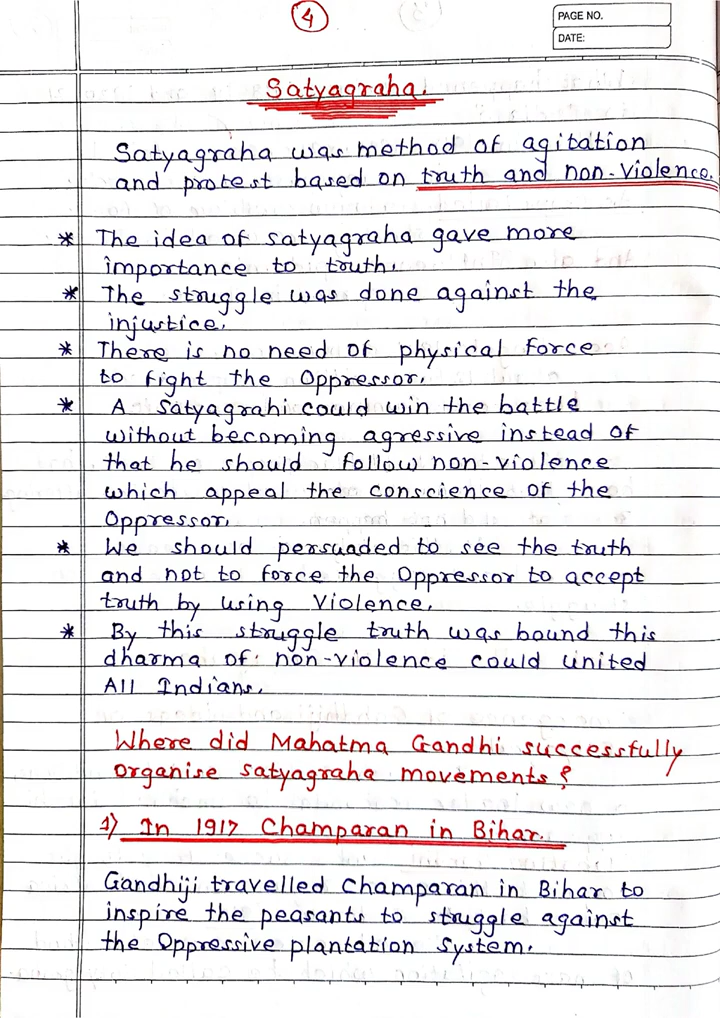 4
PAGE NO.
DATE:
Satyagraha.
Satyagraha was method of agitation
and protest based on truth and non-violence.
* The idea of satyagraha gave more
importance to truth.
* The struggle was done against the
injustice.
* There is no need of physical force
to fight the Oppressor.
* A Satyagrahi could win the battle
without becoming agressive instead of
that he should follow non-violence
which appeal the conscience of the
Oppressor.
* We should persuaded to see the truth
and not to force the Oppressor to accept
truth by using violence.
* By this struggle truth was bound this
dharma of non-violence could united
All Indians.
Where did Mahatma Gandhi successfully
organise satyagraha movements?
1) In 1917 Champaran in Bihar.
Gandhiji travelled Champaran in Bihar to
inspire the peasants to struggle against
the Oppressive plantation System.